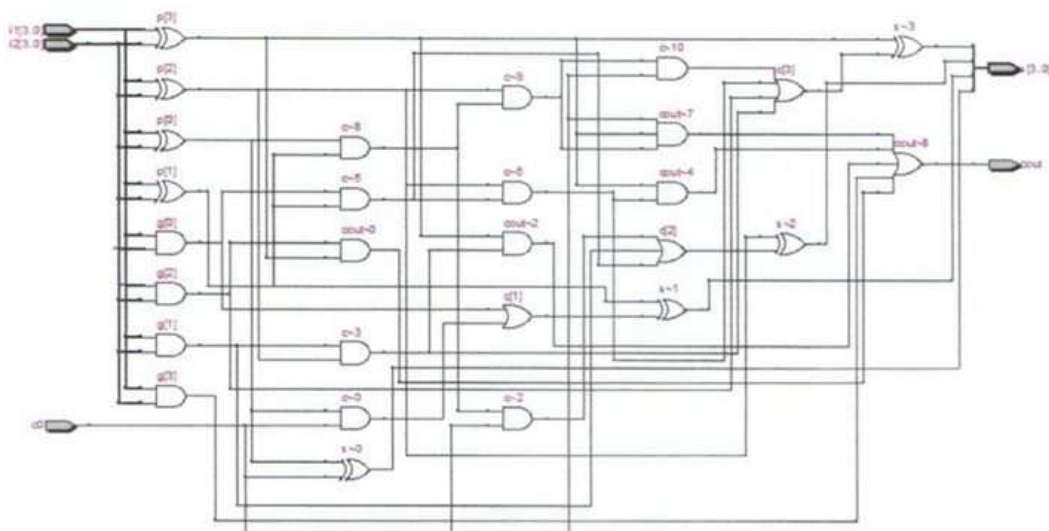 p[3]
i1[3.0]
i2[3.0]
s~3
c~10
p[2]
c~9
c[3]
s[3.0]
cout~7
p[0]
c~8
cout~8
p[1]
c~5
c~6
cout~4
cout
g[0]
cout~0
cout~2
c[2]
s~2
g[2]
c[1]
s~1
g[1]
c~3
g[3]
c~0
c~2
c0
s~0